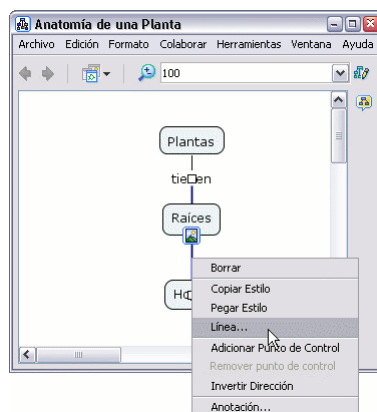 Anatomía de una Planta
Archivo Edición Formato Colaborar Herramientas Ventana Ayuda
100
Plantas
tienen
Raíces
Borrar
Copiar Estilo
Pegar Estilo
Línea...
Adicionar Punto de Control
Remover punto de control
Invertir Dirección
Anotación...